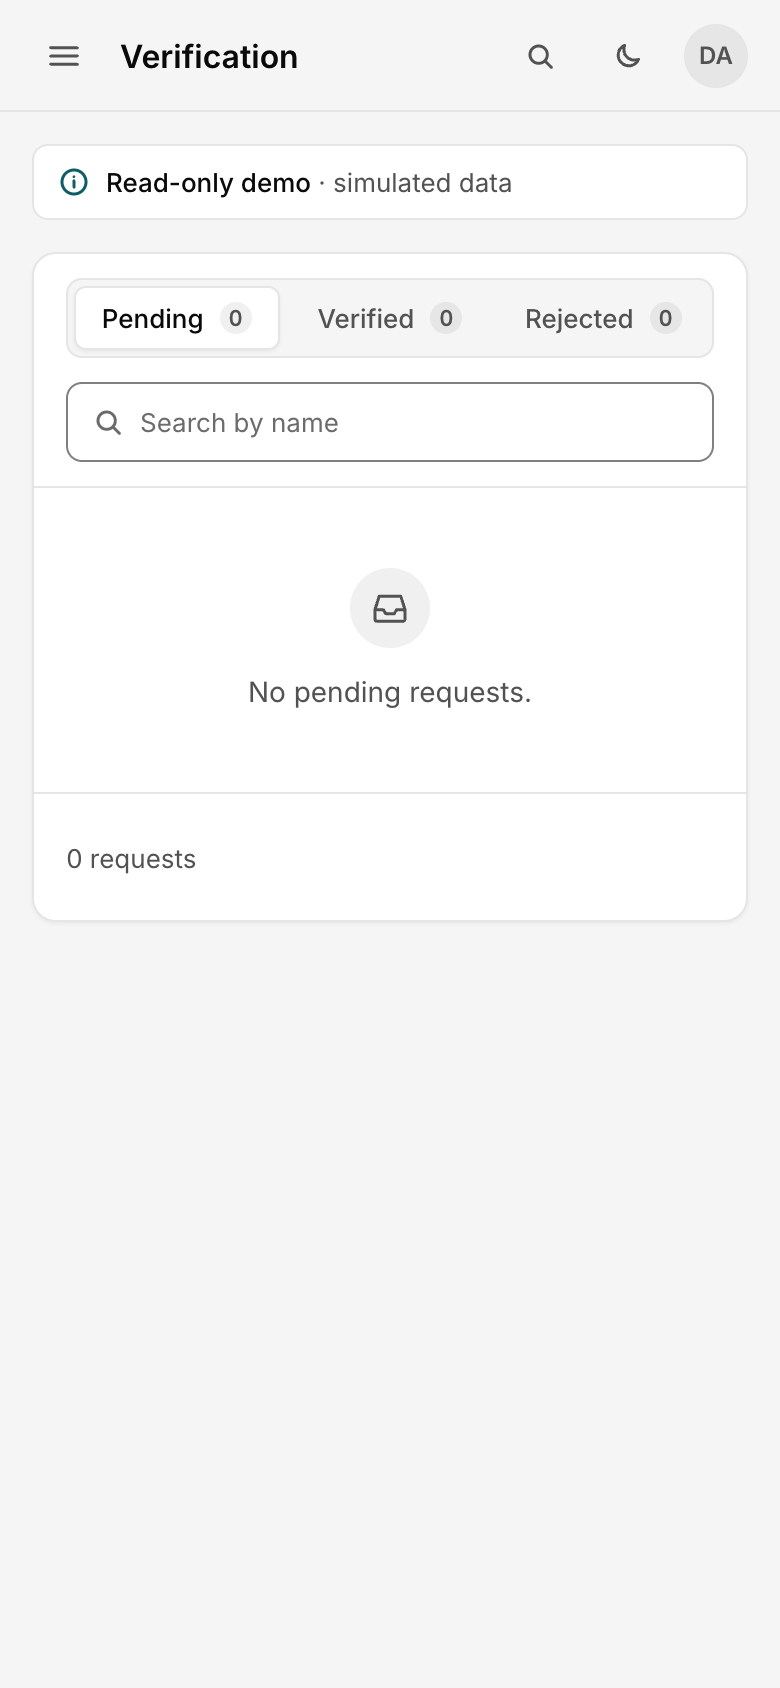 Verification
DA
Read-only demo · simulated data
Pending 0 Verified 0 Rejected 0
Search by name
No pending requests.
0 requests